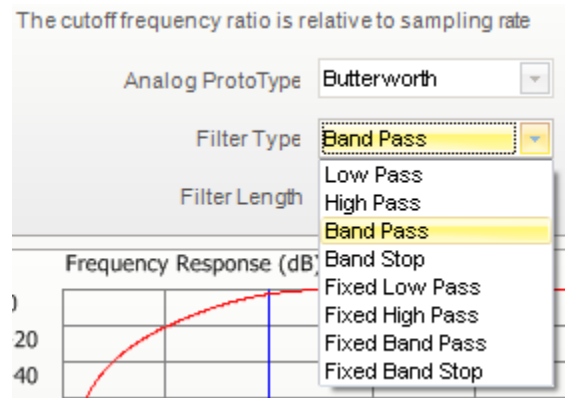 The cutoff frequency ratio is relative to sampling rate
Analog ProtoType Butterworth
Filter Type Band Pass
Filter Length
Low Pass
High Pass
Band Pass
Band Stop
Fixed Low Pass
Fixed High Pass
Fixed Band Pass
Fixed Band Stop
Frequency Response (dB)
0
-20
-40